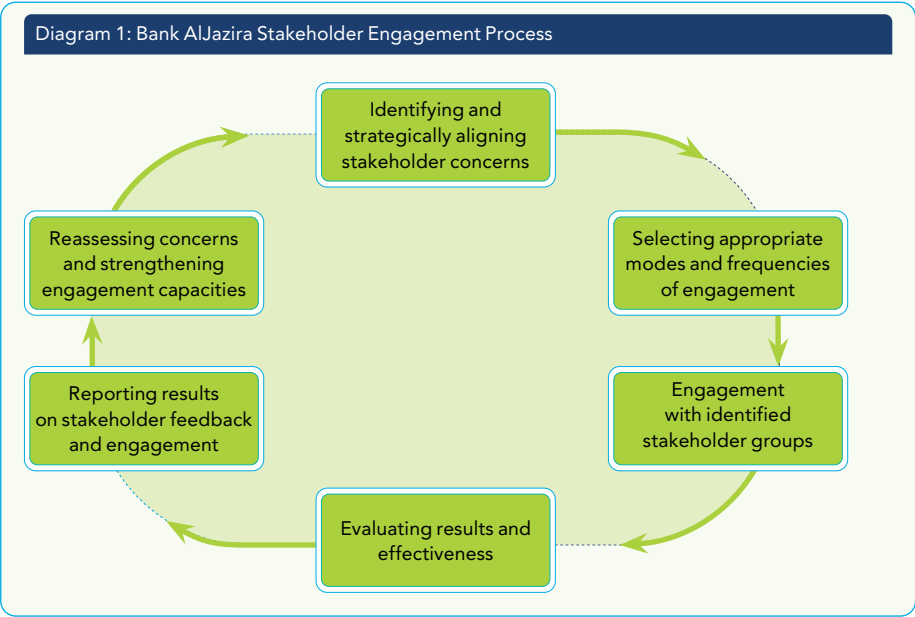 Diagram 1: Bank AlJazira Stakeholder Engagement Process
Identifying and
strategically aligning
stakeholder concerns
Selecting appropriate
modes and frequencies
of engagement
Engagement
with identified
stakeholder groups
Evaluating results and
effectiveness
Reporting results
on stakeholder feedback
and engagement
Reassessing concerns
and strengthening
engagement capacities